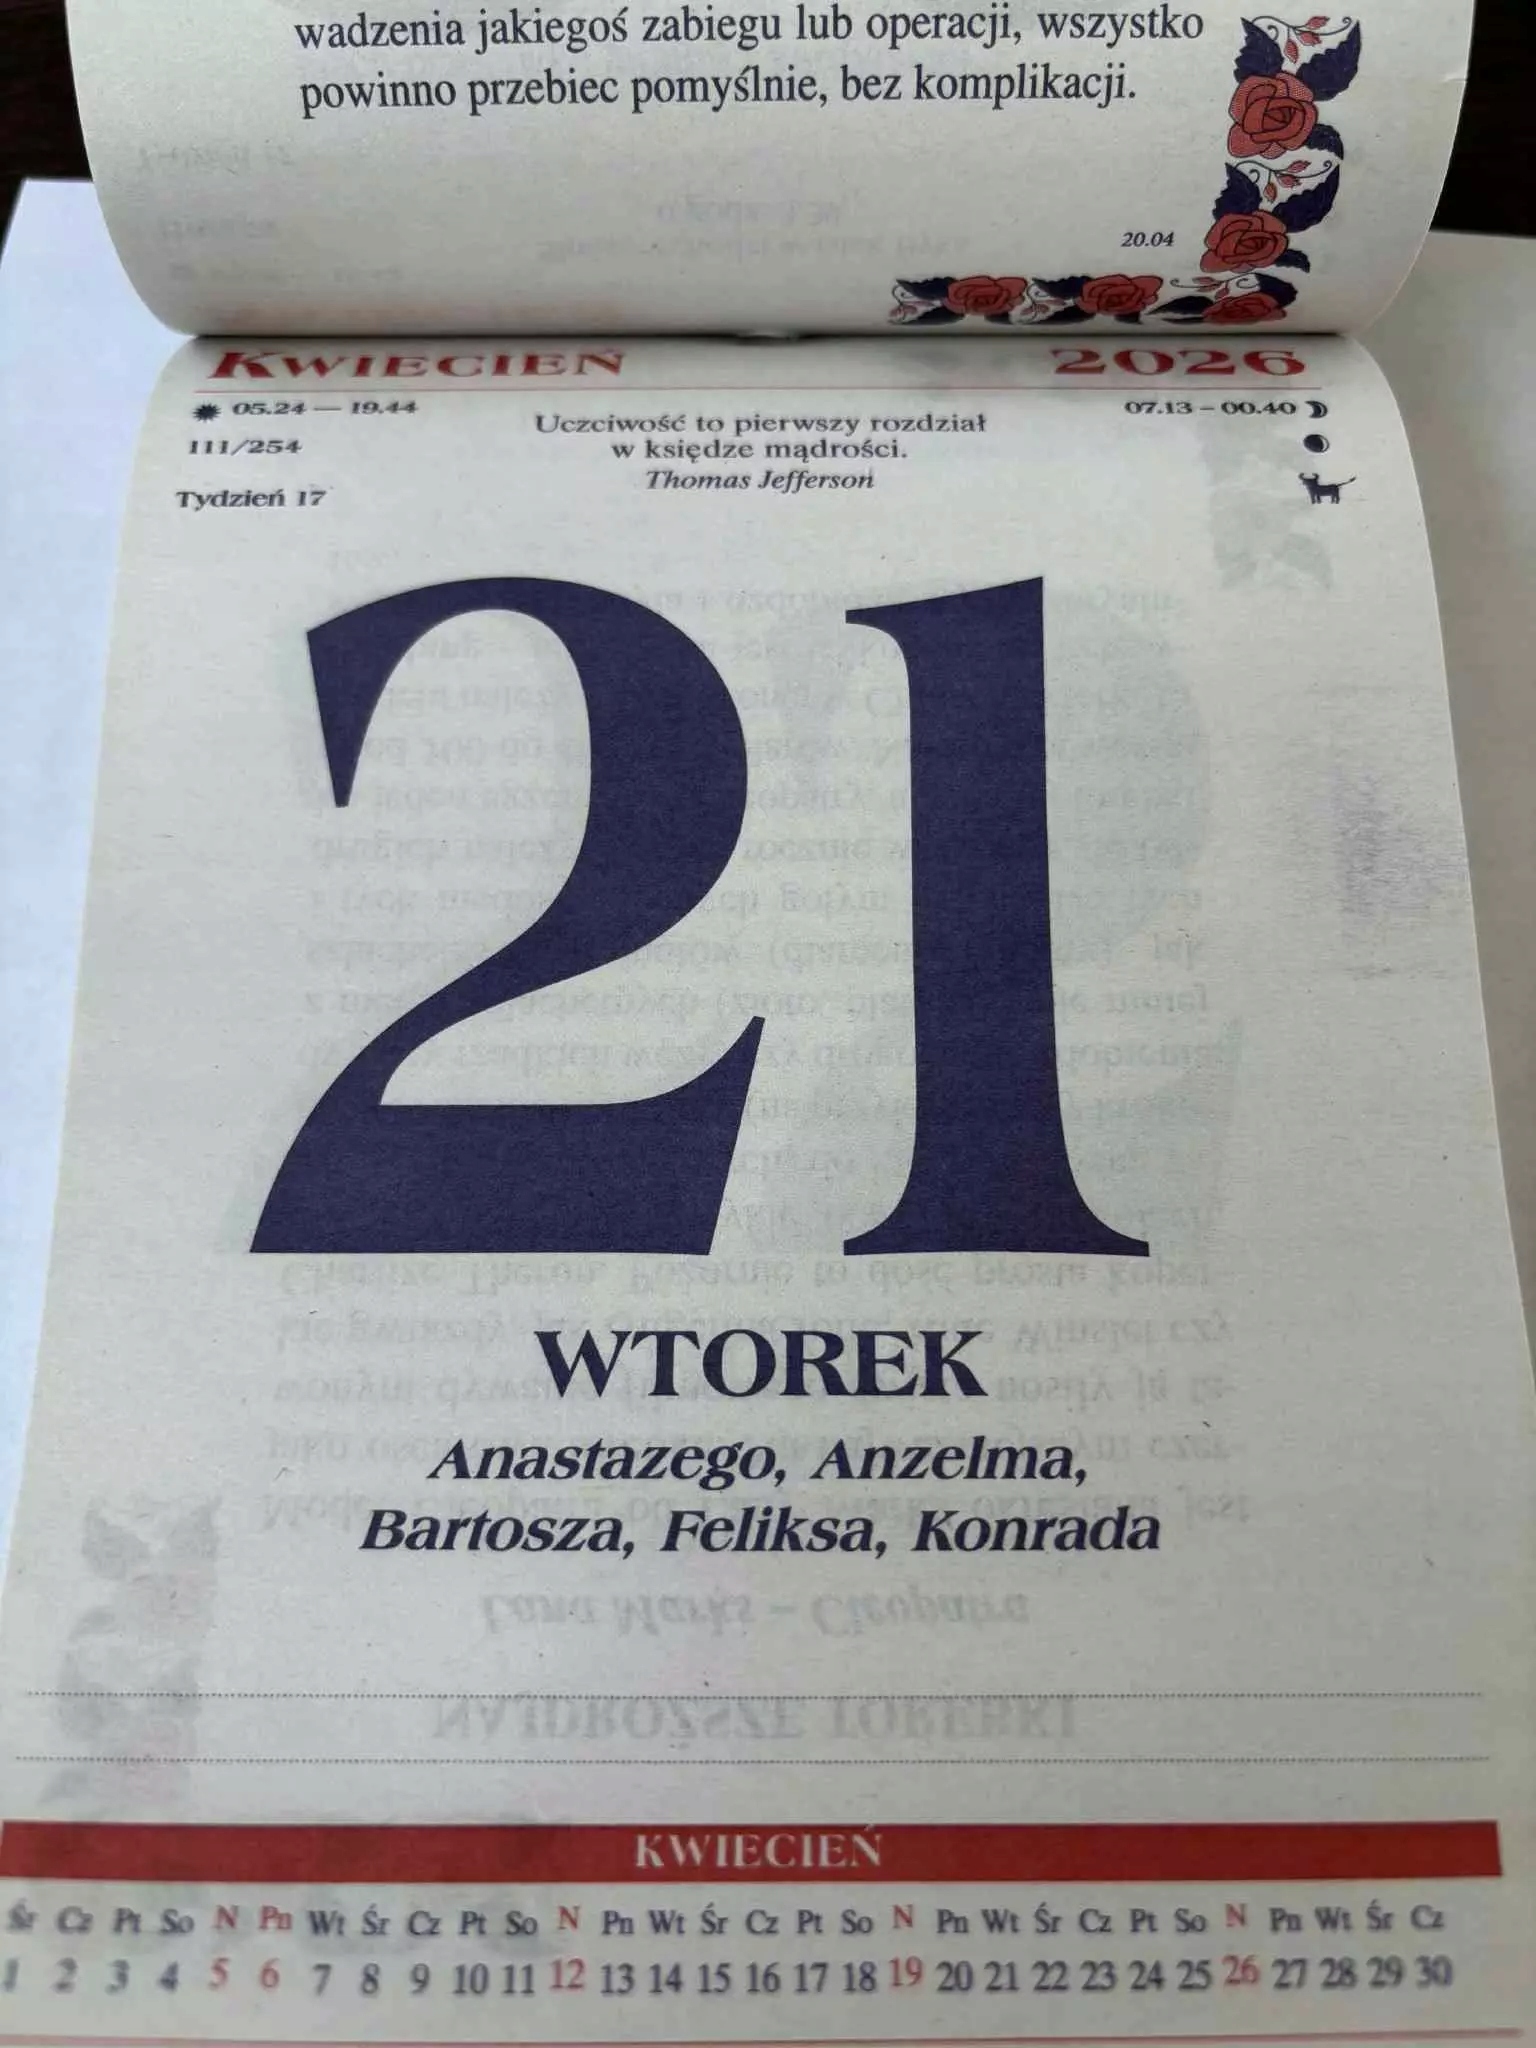 wadzenia jakiegoś zabiegu lub operacji, wszystko
powinno przebiec pomyślnie, bez komplikacji.
20.04
KWIECIEŃ 2026
05.24 — 19.44
07.13 – 00.40
111/254
Tydzień 17
Uczciwość to pierwszy rozdział
w księdze mądrości.
Thomas Jefferson
21
WTOREK
Anastazego, Anzelma,
Bartosza, Feliksa, Konrada
KWIECIEŃ
Śr Cz Pt So N Pn Wt Śr Cz Pt So N Pn Wt Śr Cz Pt So N Pn Wt Śr Cz Pt So N Pn Wt Śr Cz
1 2 3 4 5 6 7 8 9 10 11 12 13 14 15 16 17 18 19 20 21 22 23 24 25 26 27 28 29 30